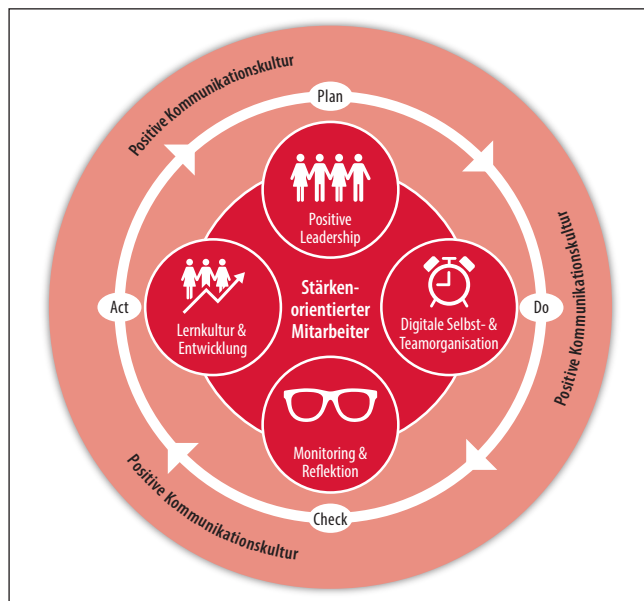 Positive Kommunikationskultur
Plan
Positive
Leadership
Act
Lernkultur &
Entwicklung
Stärken-
orientierter
Mitarbeiter
Digitale Selbst- &
Teamorganisation
Do
Positive Kommunikationskultur
Monitoring &
Reflektion
Positive Kommunikationskultur
Check